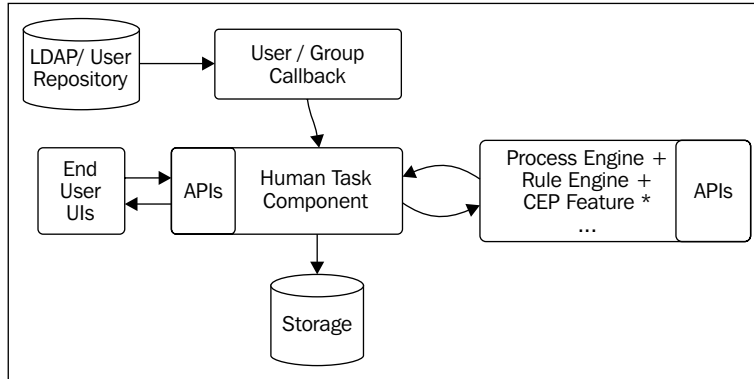 LDAP/ User
Repository
User / Group
Callback
End
User
UIs
APIs
Human Task
Component
Process Engine +
Rule Engine +
CEP Feature *
...
APIs
Storage